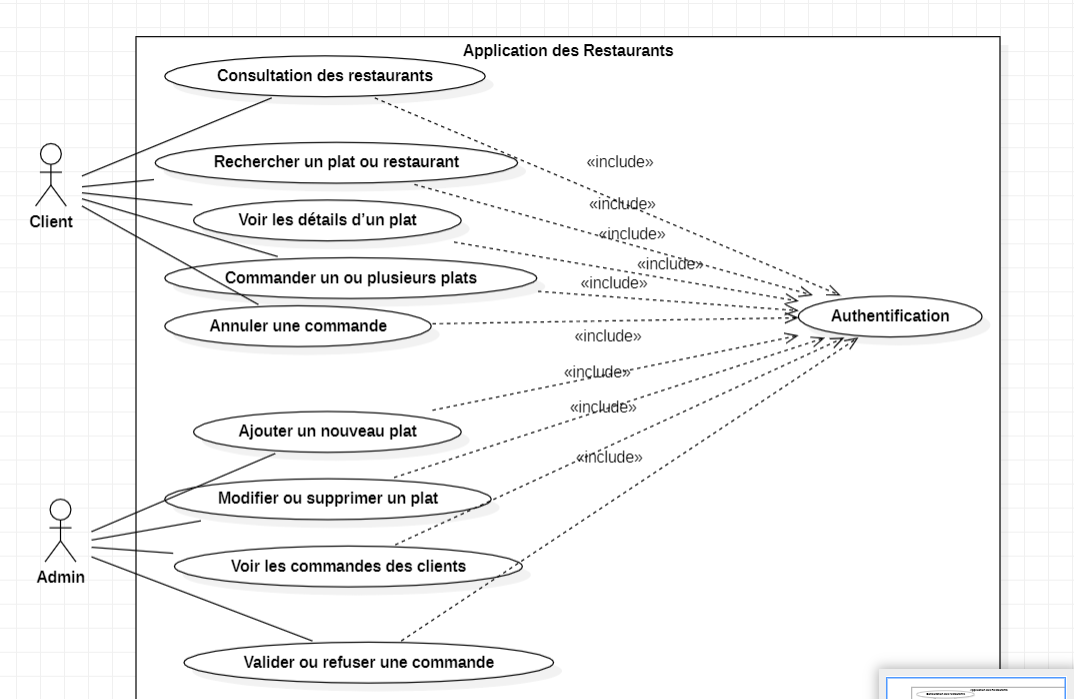 Application des Restaurants
Consultation des restaurants
Rechercher un plat ou restaurant
«include»
Client
Voir les détails d’un plat
«include»
«include»
Commander un ou plusieurs plats
«include»
«include»
Annuler une commande
Authentification
«include»
«include»
«include»
Ajouter un nouveau plat
«include»
Modifier ou supprimer un plat
Voir les commandes des clients
Admin
Valider ou refuser une commande